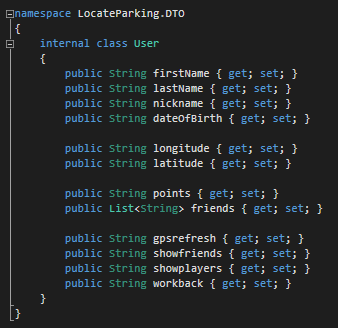 namespace LocateParking.DTO
{
internal class User
{
public String firstName { get; set; }
public String lastName { get; set; }
public String nickname { get; set; }
public String dateOfBirth { get; set; }
public String longitude { get; set; }
public String latitude { get; set; }
public String points { get; set; }
public List<String> friends { get; set; }
public String gpsrefresh { get; set; }
public String showfriends { get; set; }
public String showplayers { get; set; }
public String workback { get; set; }
}
}